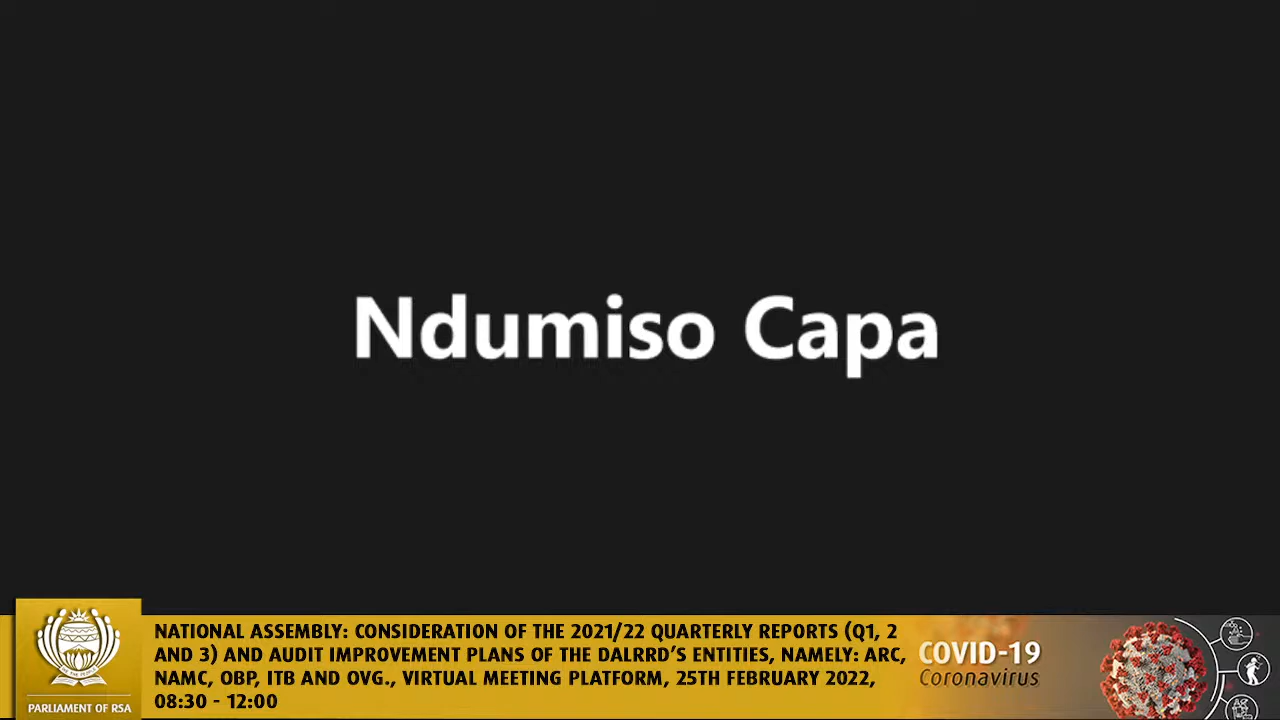 Ndumiso Capa
NATIONAL ASSEMBLY: CONSIDERATION OF THE 2021/22 QUARTERLY REPORTS (Q1, 2
AND 3) AND AUDIT IMPROVEMENT PLANS OF THE DALRRD'S ENTITIES, NAMELY: ARC,
NAMC, OBP, ITB AND OVG., VIRTUAL MEETING PLATFORM, 25TH FEBRUARY 2022,
08:30 - 12:00
PARLIAMENT OF RSA
COVID-19
Coronavirus